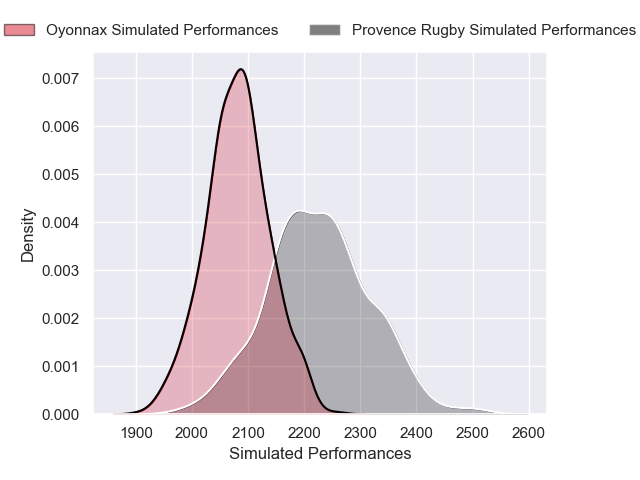 Oyonnax Simulated Performances
Provence Rugby Simulated Performances
0.007
0.006
0.005
0.004
0.003
0.002
0.001
0.000
Density
1900 2000 2100 2200 2300 2400 2500 2600
Simulated Performances